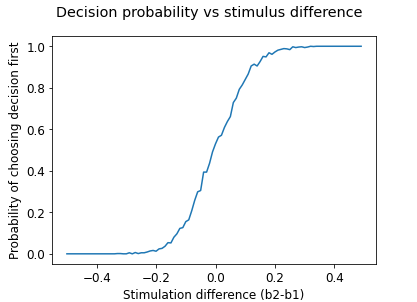 Decision probability vs stimulus difference
Probability of choosing decision first
1.0
0.8
0.6
0.4
0.2
0.0
−0.4 −0.2 0.0 0.2 0.4
Stimulation difference (b2-b1)